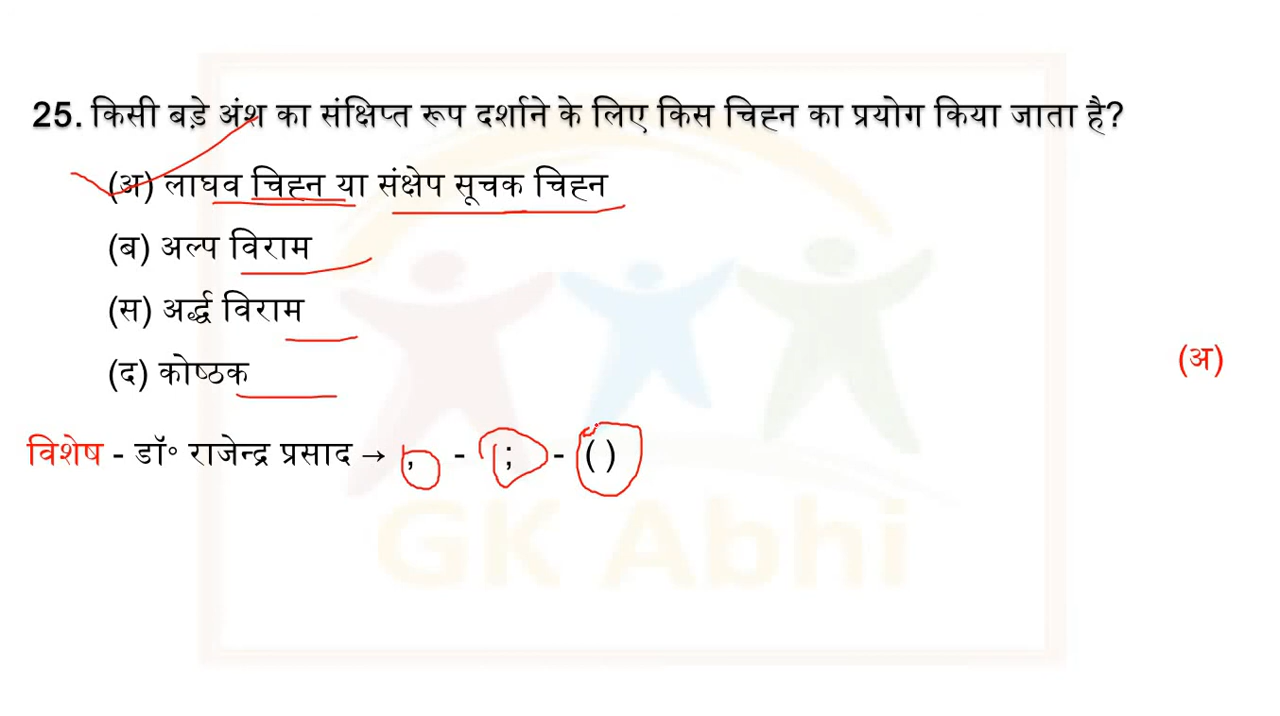 25. किसी बड़े अंश का संक्षिप्त रूप दर्शाने के लिए किस चिह्न का प्रयोग किया जाता है?
(अ) लाघव चिह्न या संक्षेप सूचक चिह्न
(ब) अल्प विराम
(स) अर्द्ध विराम
(द) कोष्ठक
(अ)
विशेष - डॉ॰ राजेन्द्र प्रसाद → , - ; - ( )
GK Abhi